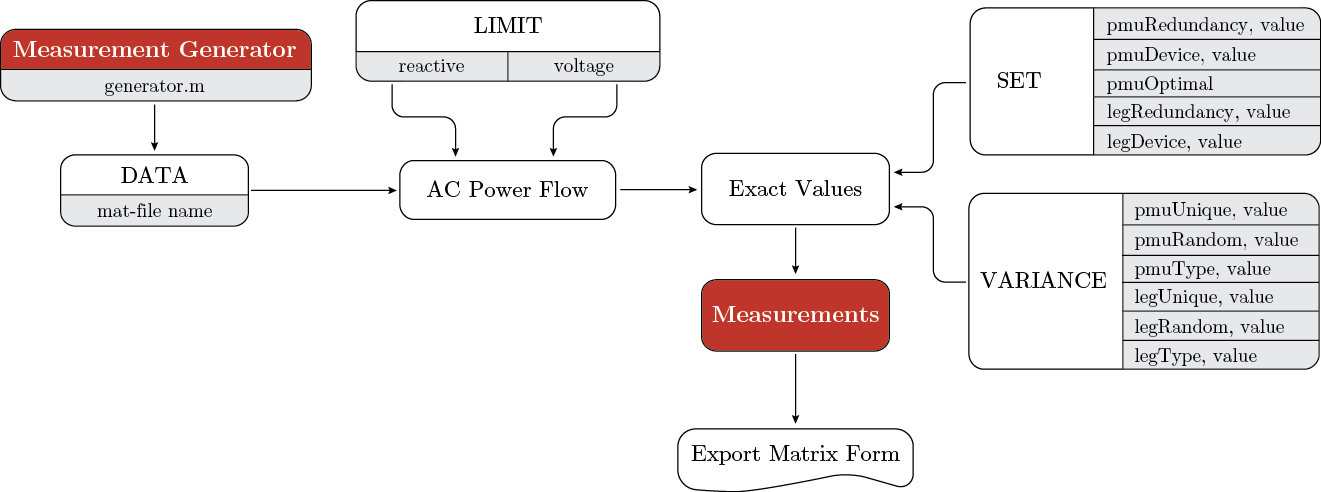 Measurement Generator
generator.m
DATA
mat-file name
LIMIT
reactive
voltage
AC Power Flow
Exact Values
Measurements
Export Matrix Form
SET
pmuRedundancy, value
pmuDevice, value
pmuOptimal
legRedundancy, value
legDevice, value
VARIANCE
pmuUnique, value
pmuRandom, value
pmuType, value
legUnique, value
legRandom, value
legType, value